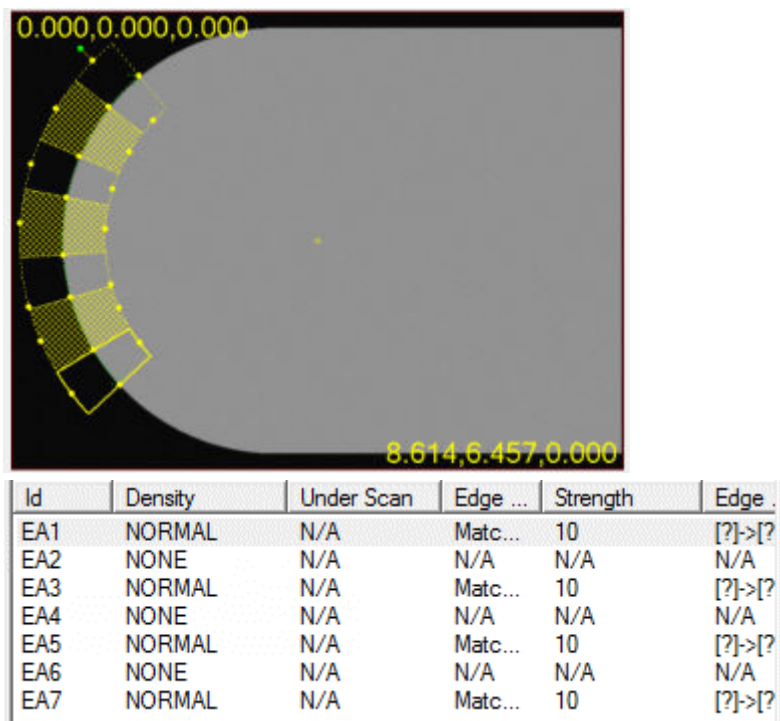 0.000,0.000,0.000
8.614,6.457,0.000
Id Density Under Scan Edge ... Strength Edge .
EA1 NORMAL N/A Matc... 10 [?]->[?
EA2 NONE N/A N/A N/A N/A
EA3 NORMAL N/A Matc... 10 [?]->[?
EA4 NONE N/A N/A N/A N/A
EA5 NORMAL N/A Matc... 10 [?]->[?
EA6 NONE N/A N/A N/A N/A
EA7 NORMAL N/A Matc... 10 [?]->[?